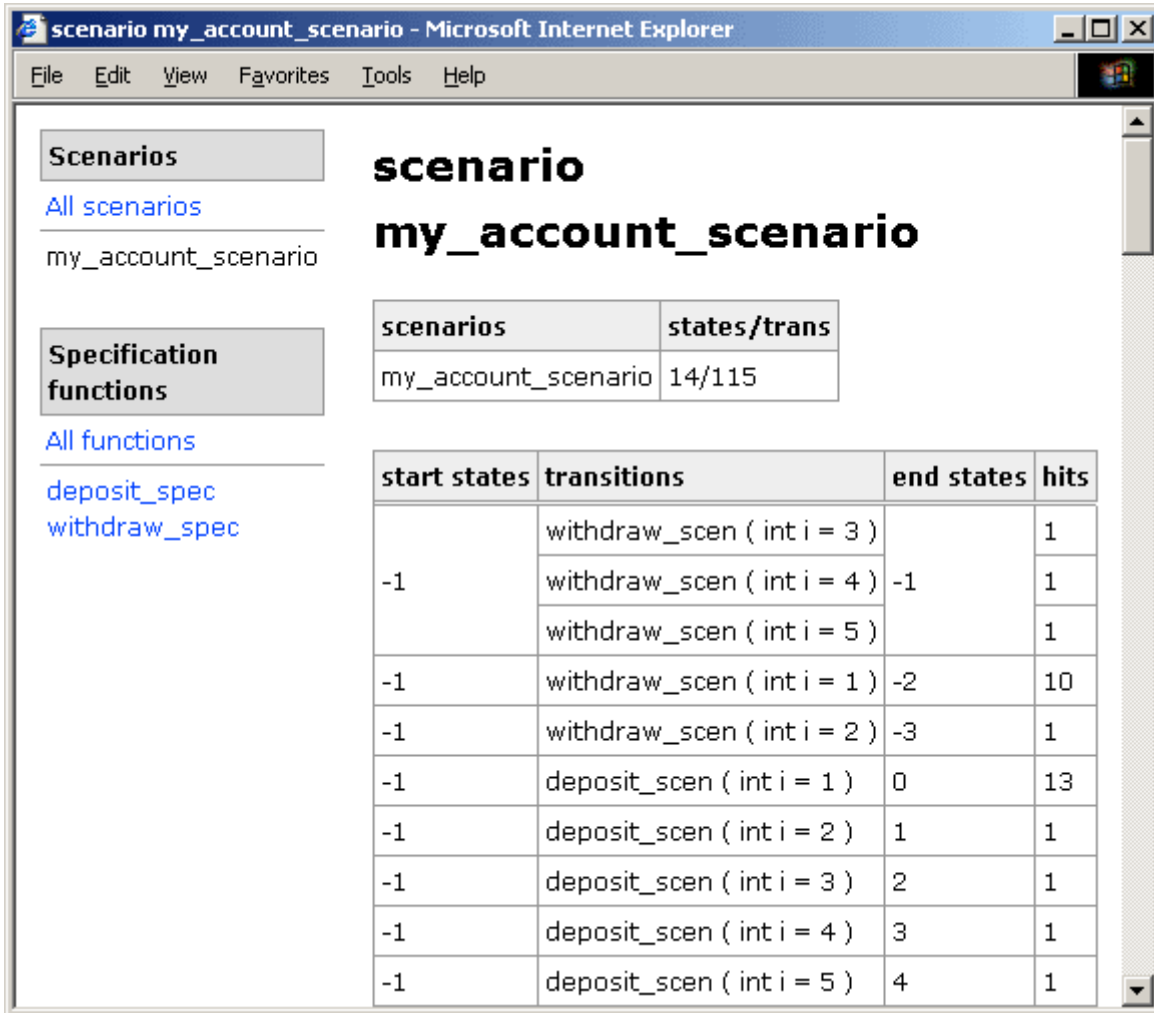 scenario my_account_scenario - Microsoft Internet Explorer
File Edit View Favorites Tools Help
Scenarios
All scenarios
my_account_scenario
Specification
functions
All functions
deposit_spec
withdraw_spec
scenario
my_account_scenario
scenarios states/trans
my_account_scenario 14/115
start states transitions end states hits
withdraw_scen ( int i = 3 ) 1
-1 withdraw_scen ( int i = 4 ) -1 1
withdraw_scen ( int i = 5 ) 1
-1 withdraw_scen ( int i = 1 ) -2 10
-1 withdraw_scen ( int i = 2 ) -3 1
-1 deposit_scen ( int i = 1 ) 0 13
-1 deposit_scen ( int i = 2 ) 1 1
-1 deposit_scen ( int i = 3 ) 2 1
-1 deposit_scen ( int i = 4 ) 3 1
-1 deposit_scen ( int i = 5 ) 4 1